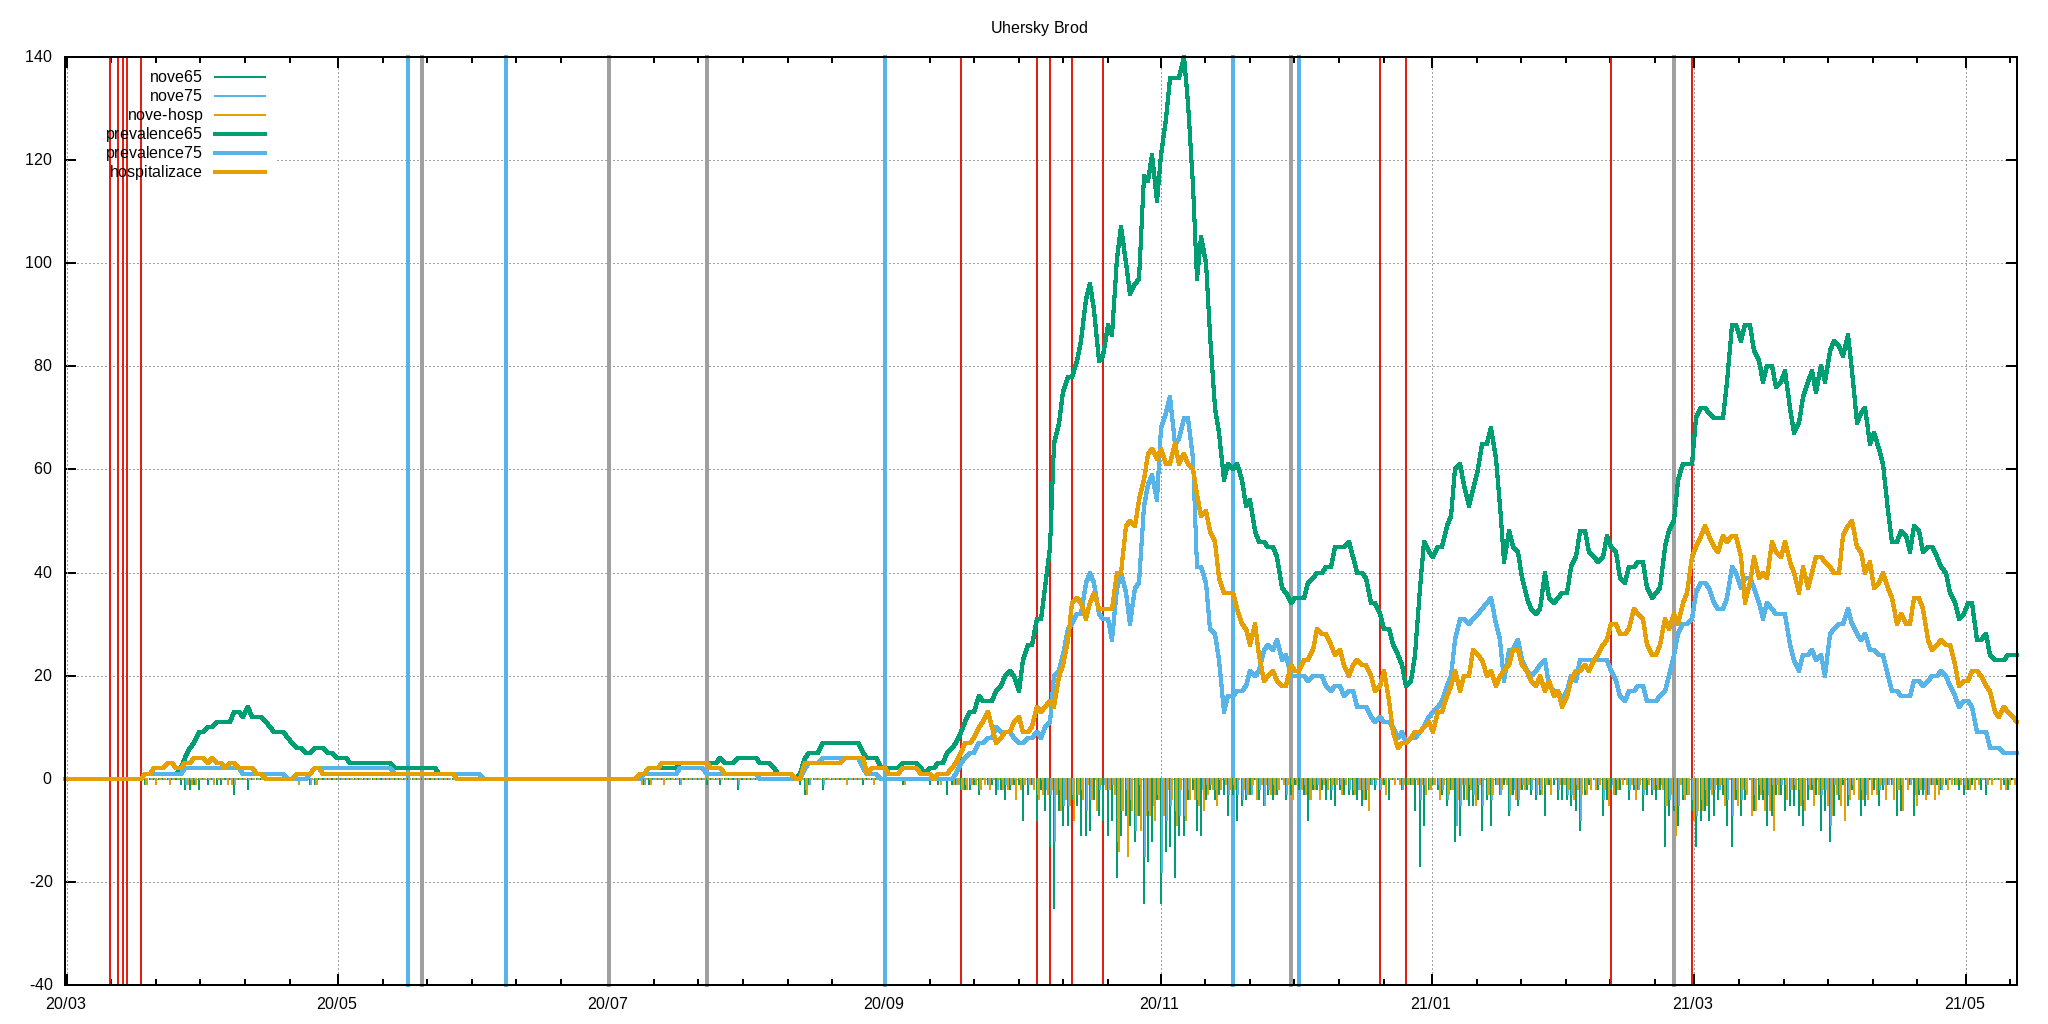 Uhersky Brod
140
120
100
80
60
40
20
0
-20
-40
nove65
nove75
nove-hosp
prevalence65
prevalence75
hospitalizace
20/03 20/05 20/07 20/09 20/11 21/01 21/03 21/05